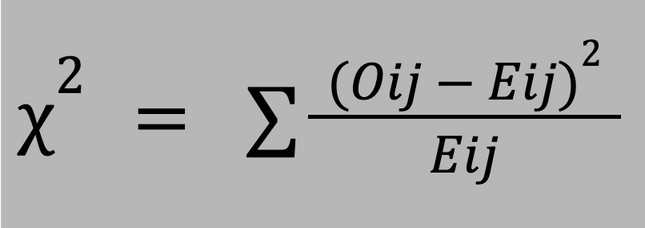 χ² = ∑ (Oij − Eij)² / Eij